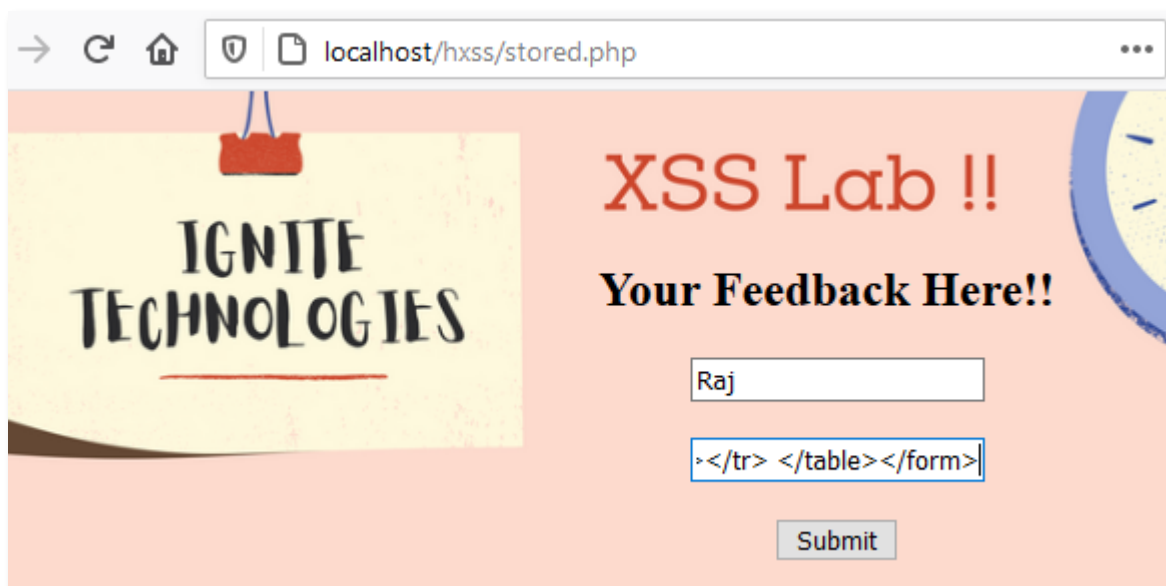 localhost/hxss/stored.php
IGNITE
TECHNOLOGIES
XSS Lab !!
Your Feedback Here!!
Raj
></tr> </table></form>
Submit